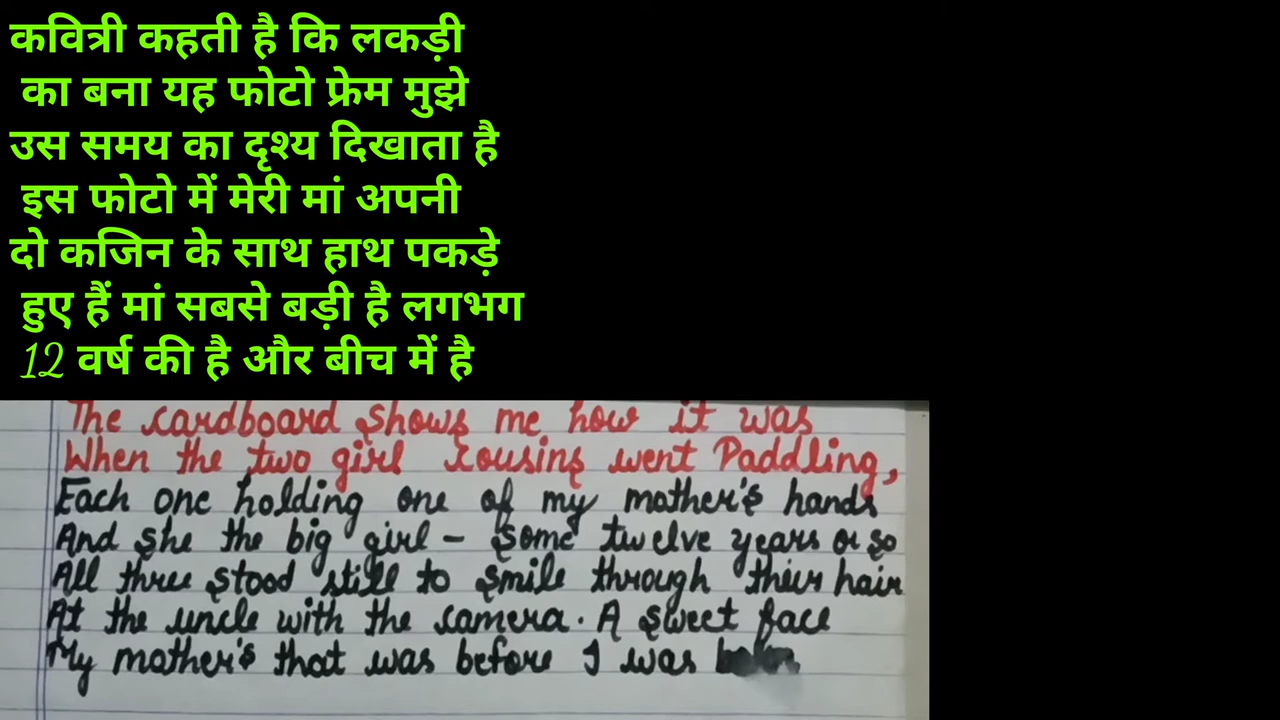 कवित्री कहती है कि लकड़ी
का बना यह फोटो फ्रेम मुझे
उस समय का दृश्य दिखाता है
इस फोटो में मेरी मां अपनी
दो कजिन के साथ हाथ पकड़े
हुए हैं मां सबसे बड़ी है लगभग
12 वर्ष की है और बीच में है
The cardboard shows me how it was
When the two girl cousins went Paddling,
Each one holding one of my mother's hands
And she the big girl - some twelve years or so
All three stood still to smile through their hair
At the uncle with the camera. A sweet face
My mother's that was before I was